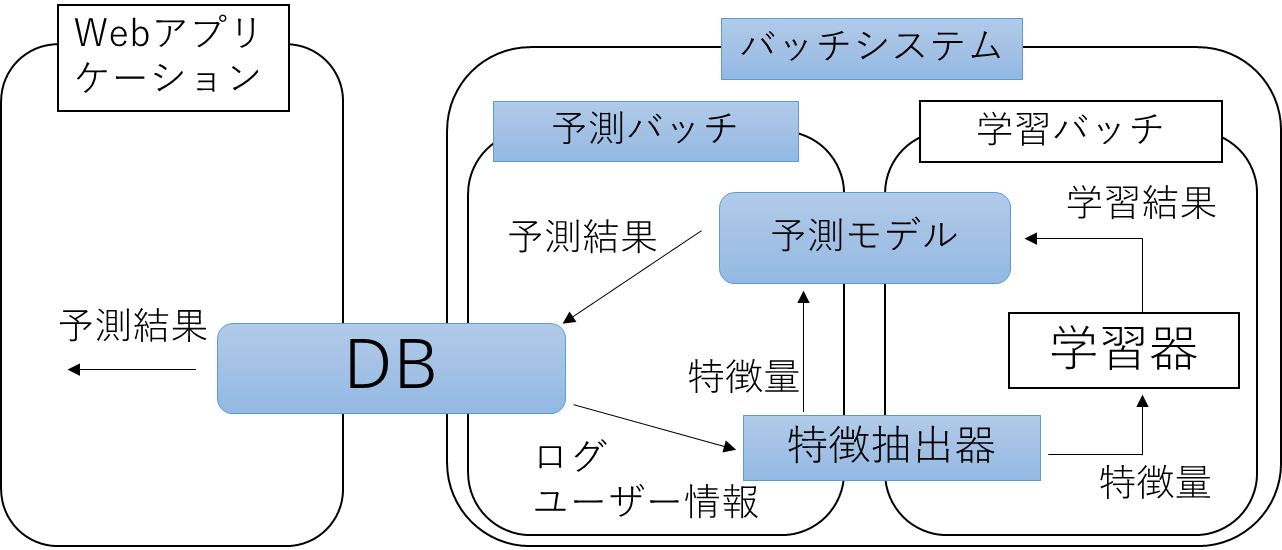 Webアプリ
ケーション
バッチシステム
予測バッチ
学習バッチ
学習結果
予測結果
予測モデル
予測結果
DB
学習器
特徴量
特徴抽出器
ログ
ユーザー情報
特徴量